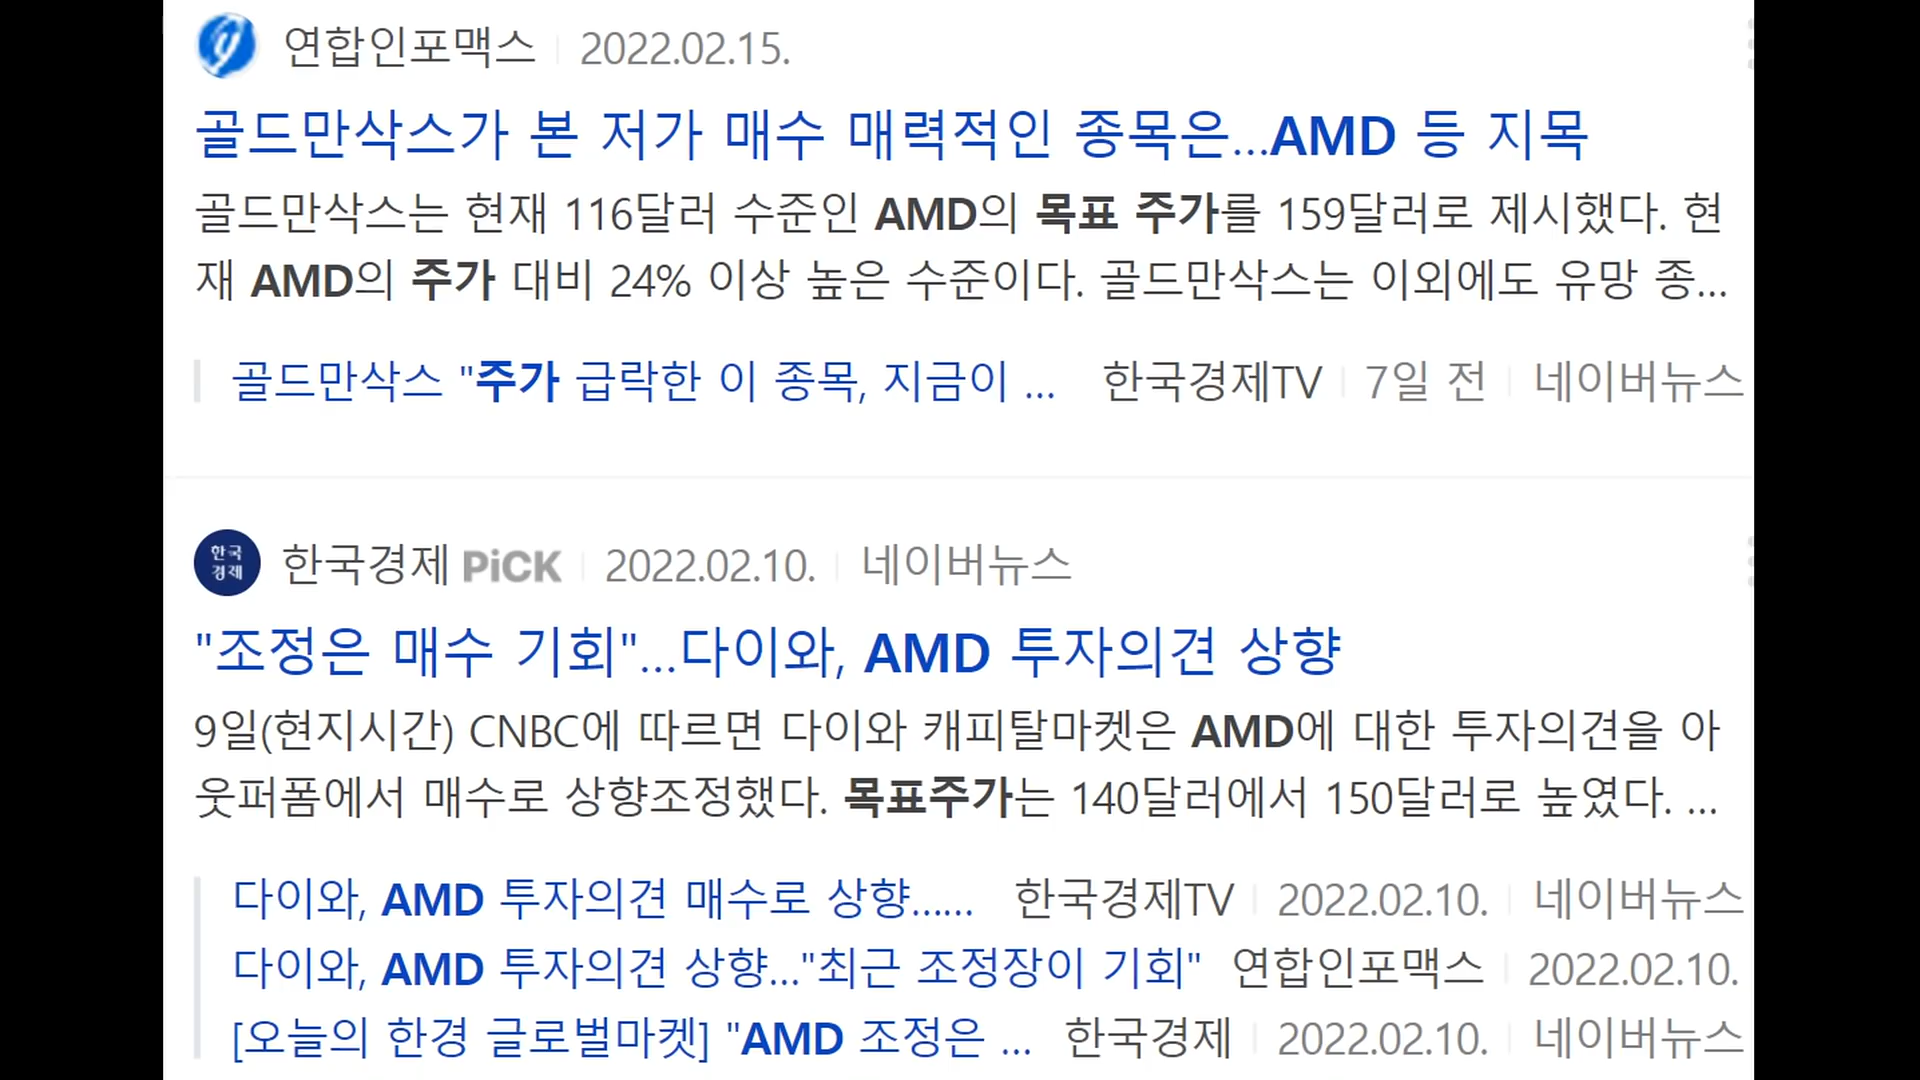 연합인포맥스 2022.02.15.
골드만삭스가 본 저가 매수 매력적인 종목은...AMD 등 지목
골드만삭스는 현재 116달러 수준인 AMD의 목표 주가를 159달러로 제시했다. 현
재 AMD의 주가 대비 24% 이상 높은 수준이다. 골드만삭스는 이외에도 유망 종...
골드만삭스 "주가 급락한 이 종목, 지금이 ... 한국경제TV 7일 전 네이버뉴스
한국
경제
한국경제 PiCK 2022.02.10. 네이버뉴스
"조정은 매수 기회"...다이와, AMD 투자의견 상향
9일(현지시간) CNBC에 따르면 다이와 캐피탈마켓은 AMD에 대한 투자의견을 아
웃퍼폼에서 매수로 상향조정했다. 목표주가는 140달러에서 150달러로 높였다. ...
다이와, AMD 투자의견 매수로 상향...... 한국경제TV 2022.02.10. 네이버뉴스
다이와, AMD 투자의견 상향..."최근 조정장이 기회" 연합인포맥스 2022.02.10.
[오늘의 한경 글로벌마켓] "AMD 조정은 ... 한국경제 2022.02.10. 네이버뉴스